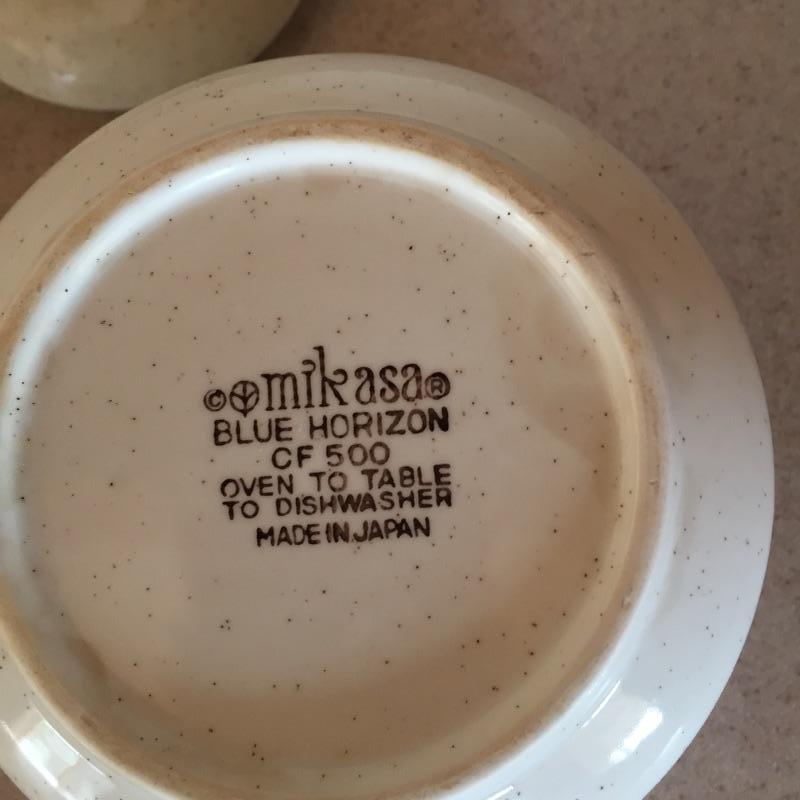 © mikasa®
BLUE HORIZON
CF 500
OVEN TO TABLE
TO DISHWASHER
MADE IN JAPAN